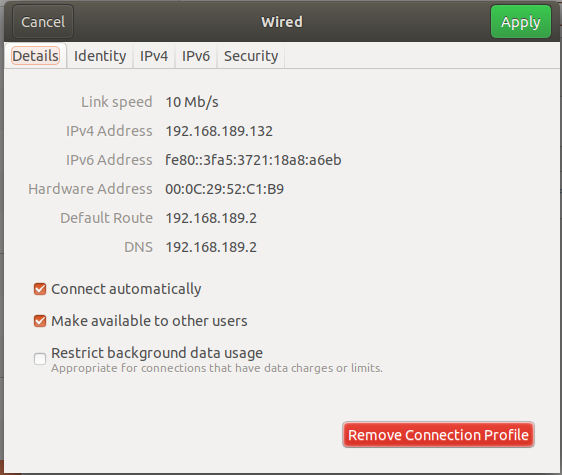 Cancel Wired Apply
Details Identity IPv4 IPv6 Security
Link speed 10 Mb/s
IPv4 Address 192.168.189.132
IPv6 Address fe80::3fa5:3721:18a8:a6eb
Hardware Address 00:0C:29:52:C1:B9
Default Route 192.168.189.2
DNS 192.168.189.2
Connect automatically
Make available to other users
Restrict background data usage
Appropriate for connections that have data charges or limits.
Remove Connection Profile